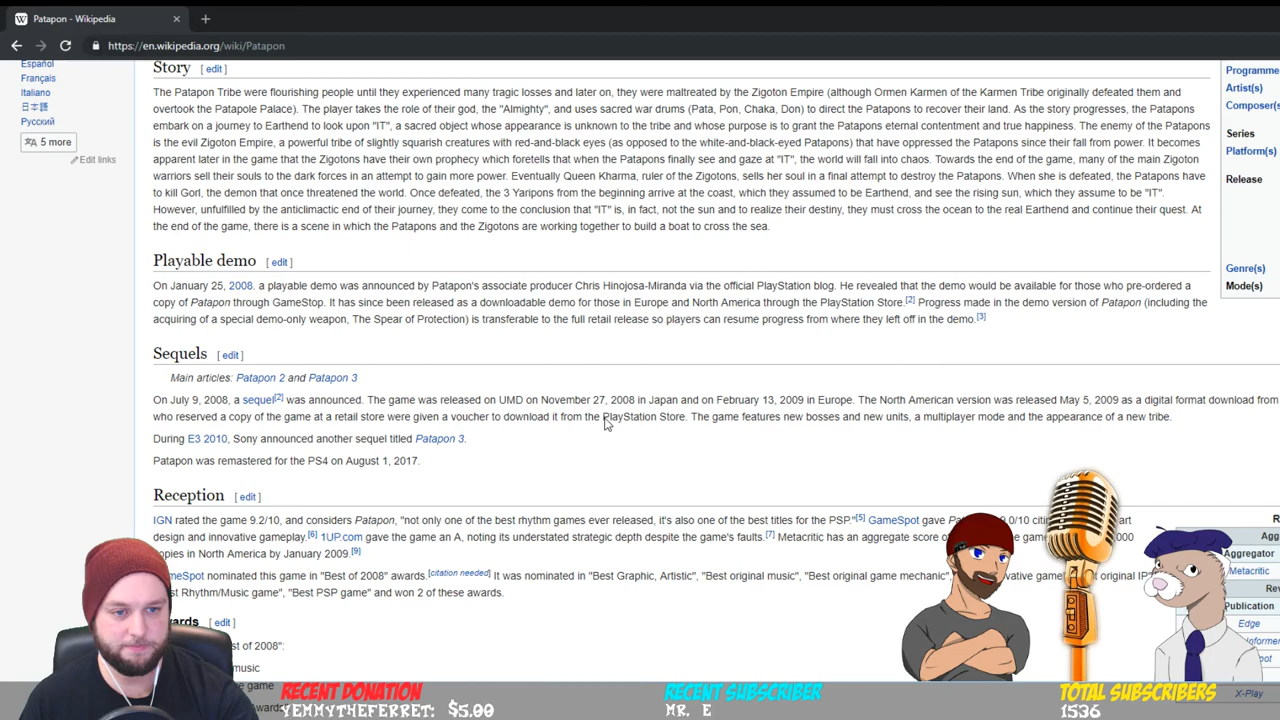 Patapon - Wikipedia
https://en.wikipedia.org/wiki/Patapon
Español
Français
Italiano
日本語
Русский
5 more
Edit links
Story [ edit ]
The Patapon Tribe were flourishing people until they experienced many tragic losses and later on, they were maltreated by the Zigoton Empire (although Ormen Karmen of the Karmen Tribe originally defeated them and
overtook the Patapole Palace). The player takes the role of their god, the "Almighty", and uses sacred war drums (Pata, Pon, Chaka, Don) to direct the Patapons to recover their land. As the story progresses, the Patapons
embark on a journey to Earthend to look upon "IT", a sacred object whose appearance is unknown to the tribe and whose purpose is to grant the Patapons eternal contentment and true happiness. The enemy of the Patapons
is the evil Zigoton Empire, a powerful tribe of slightly squarish creatures with red-and-black eyes (as opposed to the white-and-black-eyed Patapons) that have oppressed the Patapons since their fall from power. It becomes
apparent later in the game that the Zigotons have their own prophecy which foretells that when the Patapons finally see and gaze at "IT", the world will fall into chaos. Towards the end of the game, many of the main Zigoton
warriors sell their souls to the dark forces in an attempt to gain more power. Eventually Queen Kharma, ruler of the Zigotons, sells her soul in a final attempt to destroy the Patapons. When she is defeated, the Patapons have
to kill Gorl, the demon that once threatened the world. Once defeated, the 3 Yaripons from the beginning arrive at the coast, which they assumed to be Earthend, and see the rising sun, which they assume to be "IT".
However, unfulfilled by the anticlimactic end of their journey, they come to the conclusion that "IT" is, in fact, not the sun and to realize their destiny, they must cross the ocean to the real Earthend and continue their quest. At
the end of the game, there is a scene in which the Patapons and the Zigotons are working together to build a boat to cross the sea.
Playable demo [ edit ]
On January 25, 2008. a playable demo was announced by Patapon's associate producer Chris Hinojosa-Miranda via the official PlayStation blog. He revealed that the demo would be available for those who pre-ordered a
copy of Patapon through GameStop. It has since been released as a downloadable demo for those in Europe and North America through the PlayStation Store.[2] Progress made in the demo version of Patapon (including the
acquiring of a special demo-only weapon, The Spear of Protection) is transferable to the full retail release so players can resume progress from where they left off in the demo.[3]
Sequels [ edit ]
Main articles: Patapon 2 and Patapon 3
On July 9, 2008, a sequel[2] was announced. The game was released on UMD on November 27, 2008 in Japan and on February 13, 2009 in Europe. The North American version was released May 5, 2009 as a digital format download from
who reserved a copy of the game at a retail store were given a voucher to download it from the PlayStation Store. The game features new bosses and new units, a multiplayer mode and the appearance of a new tribe.
During E3 2010, Sony announced another sequel titled Patapon 3.
Patapon was remastered for the PS4 on August 1, 2017.
Reception [ edit ]
IGN rated the game 9.2/10, and considers Patapon, "not only one of the best rhythm games ever released, it's also one of the best titles for the PSP."[5] GameSpot gave .0/10 art
design and innovative gameplay.[6] 1UP.com gave the game an A, noting its understated strategic depth despite the game's faults.[7] Metacritic has an aggregate score of 000
opies in North America by January 2009.[9]
meSpot nominated this game in "Best of 2008" awards.[citation needed] It was nominated in "Best Graphic, Artistic", "Best original music", "Best original game mechanic", original IP
st Rhythm/Music game", "Best PSP game" and won 2 of these awards.
wards [ edit ]
st of 2008":
music
e game
wards"
Programme
Artist(s)
Composer(s
Series
Platform(s)
Release
Genre(s)
Mode(s)
R
Agg
Aggregator
Metacritic
Rev
Publication
Edge
Informer
pot
X-Play
RECENT DONATION
YEMMYTHEFERRET: $5.00
RECENT SUBSCRIBER
MR. E
TOTAL SUBSCRIBERS
1536